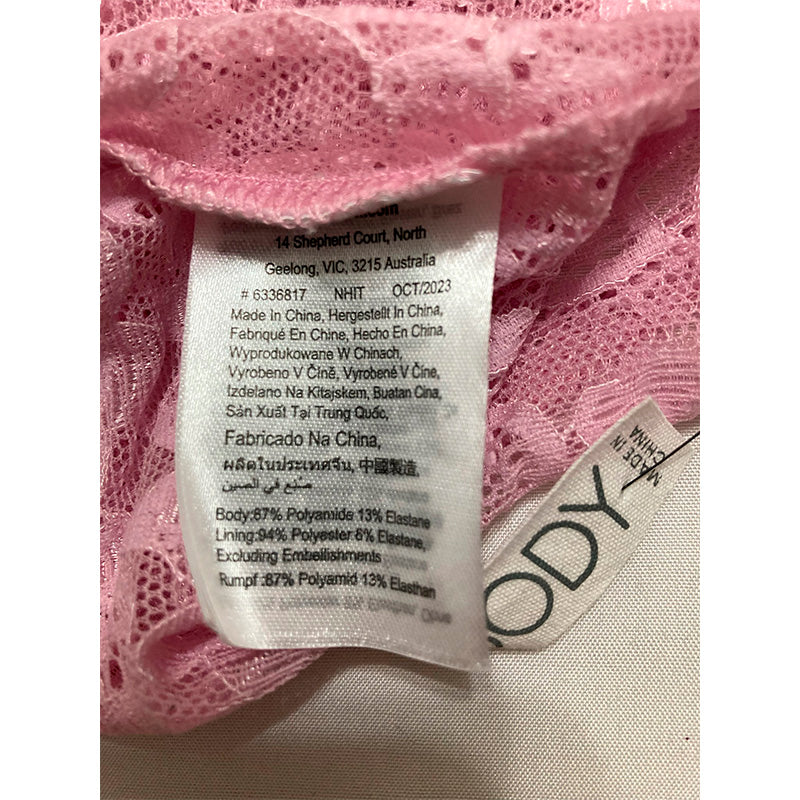 14 Shepherd Court, North
Geelong, VIC, 3215 Australia
# 6336817 NHIT OCT/2023
Made In China, Hergestellt In China,
Fabriqué En Chine, Hecho En China,
Wyprodukowane W Chinach,
Vyrobeno V Číně, Vyrobené V Číne,
Izdelano Na Kitajskem, Buatan Cina,
Sản Xuất Tại Trung Quốc,
Fabricado Na China,
ผลิตในประเทศจีน, 中國製造,
صنع في الصين
Body:87% Polyamide 13% Elastane
Lining:94% Polyester 6% Elastane,
Excluding Embellishments
Rumpf :87% Polyamid 13% Elasthan
BODY
MADE IN
CHINA